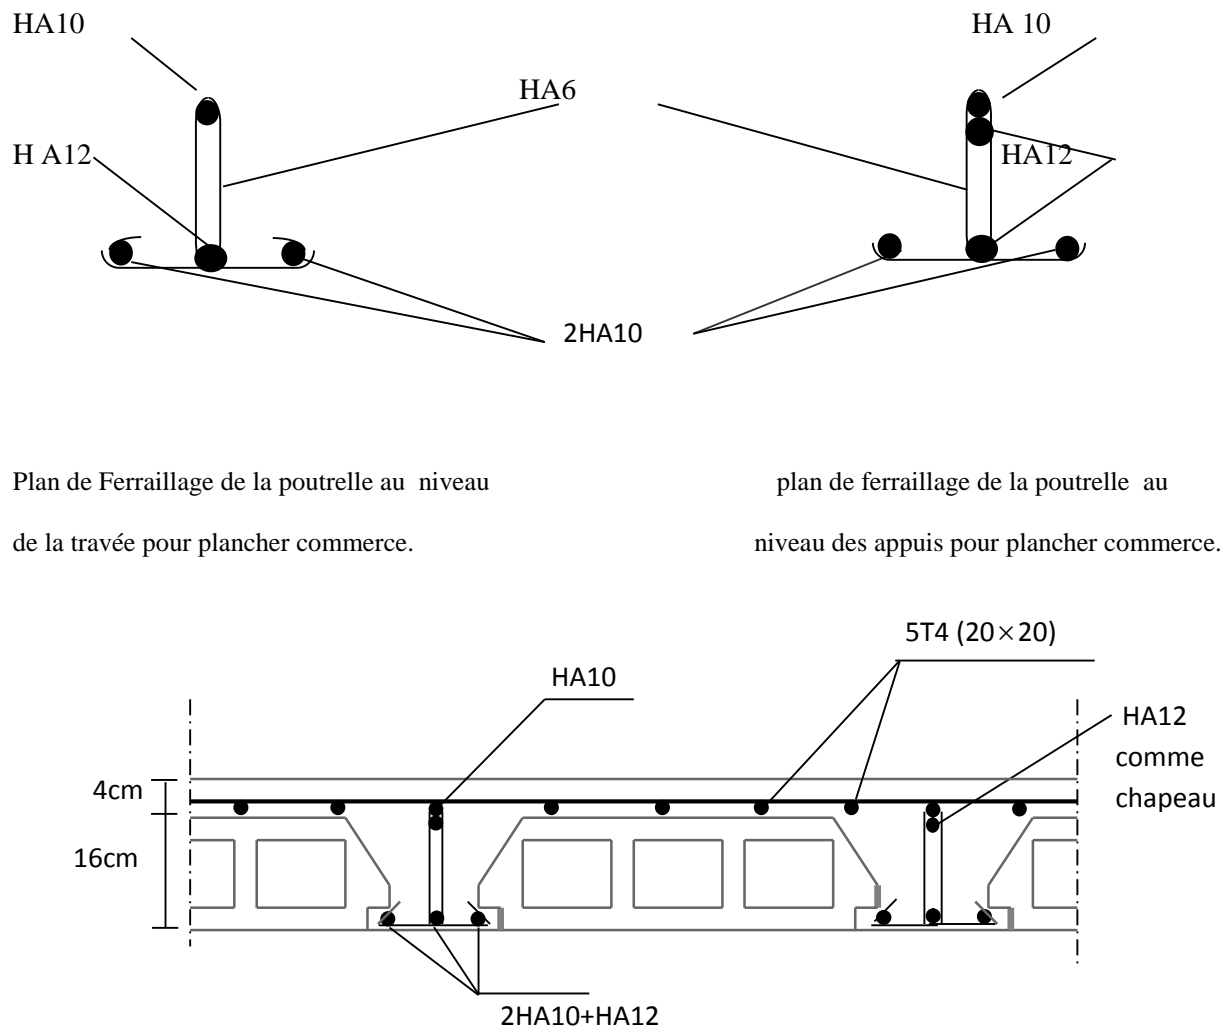 HA10
HA 10
HA6
H A12
HA12
2HA10
Plan de Ferraillage de la poutrelle au niveau
de la travée pour plancher commerce.
plan de ferraillage de la poutrelle au
niveau des appuis pour plancher commerce.
5T4 (20×20)
HA10
HA12
comme
chapeau
4cm
16cm
2HA10+HA12